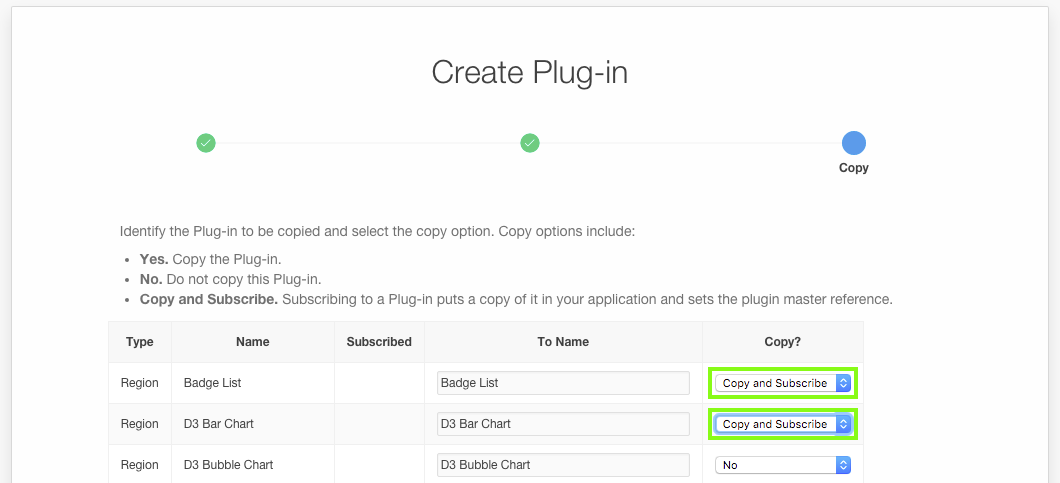 Create Plug-in
Copy
Identify the Plug-in to be copied and select the copy option. Copy options include:
• Yes. Copy the Plug-in.
• No. Do not copy this Plug-in.
• Copy and Subscribe. Subscribing to a Plug-in puts a copy of it in your application and sets the plugin master reference.
Type Name Subscribed To Name Copy?
Region Badge List Badge List Copy and Subscribe
Region D3 Bar Chart D3 Bar Chart Copy and Subscribe
Region D3 Bubble Chart D3 Bubble Chart No